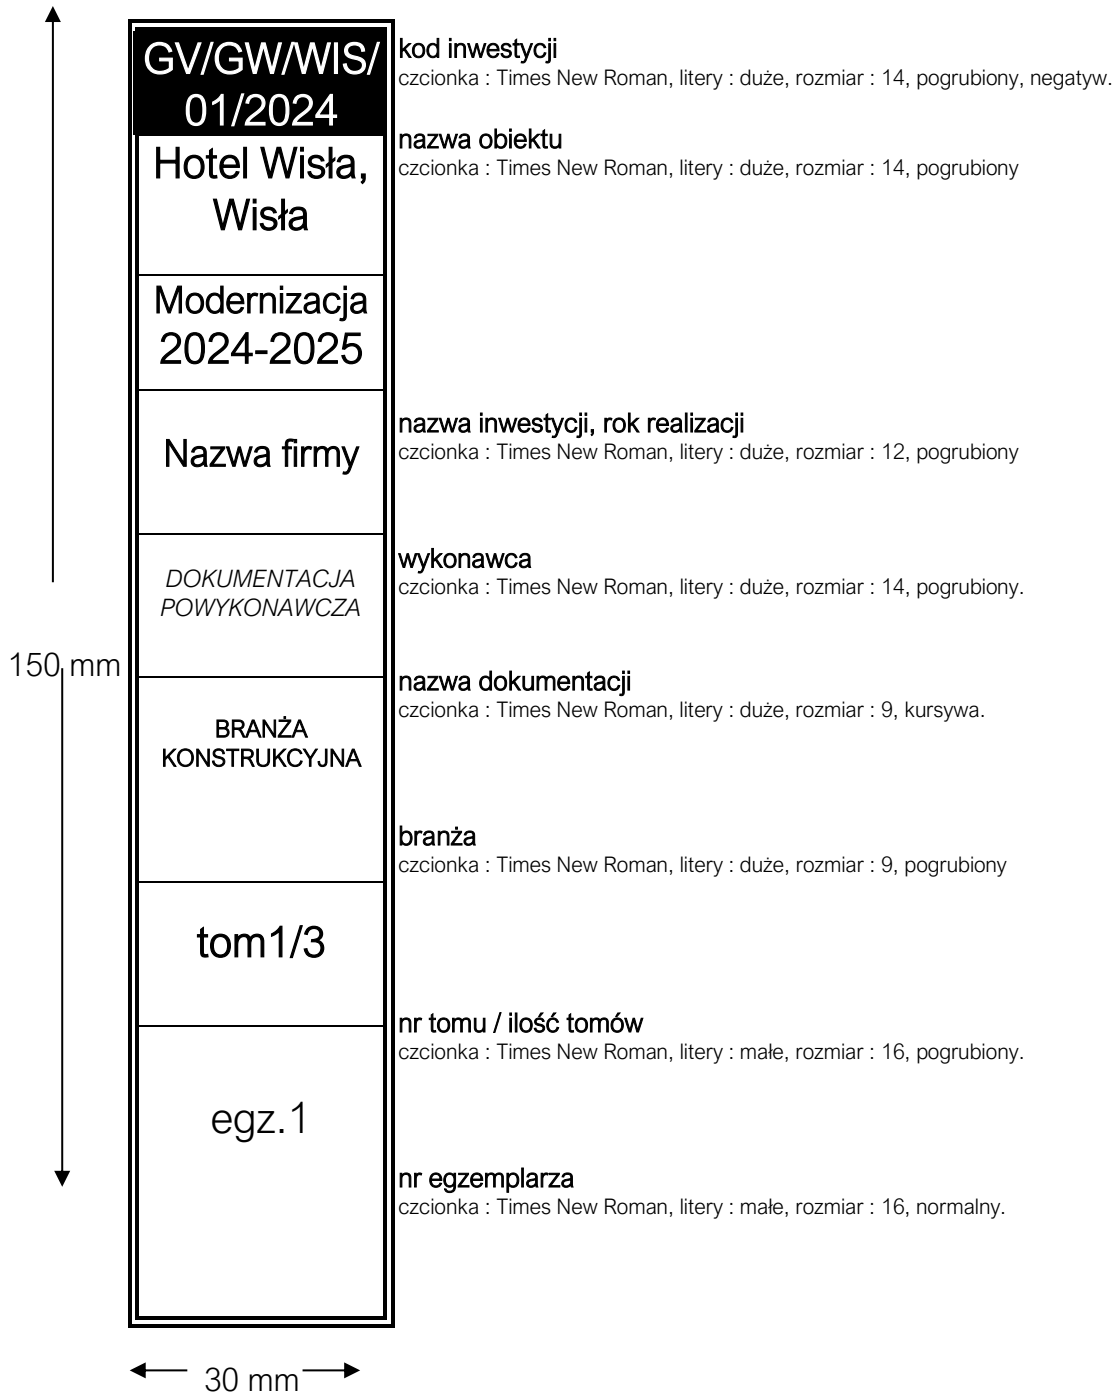 GV/GW/WIS/
01/2024
Hotel Wisła,
Wisła
Modernizacja
2024-2025
Nazwa firmy
DOKUMENTACJA
POWYKONAWCZA
BRANŻA
KONSTRUKCYJNA
tom1/3
egz.1
kod inwestycji
czcionka : Times New Roman, litery : duże, rozmiar : 14, pogrubiony, negatyw.
nazwa obiektu
czcionka : Times New Roman, litery : duże, rozmiar : 14, pogrubiony
nazwa inwestycji, rok realizacji
czcionka : Times New Roman, litery : duże, rozmiar : 12, pogrubiony
wykonawca
czcionka : Times New Roman, litery : duże, rozmiar : 14, pogrubiony.
nazwa dokumentacji
czcionka : Times New Roman, litery : duże, rozmiar : 9, kursywa.
branża
czcionka : Times New Roman, litery : duże, rozmiar : 9, pogrubiony
nr tomu / ilość tomów
czcionka : Times New Roman, litery : małe, rozmiar : 16, pogrubiony.
nr egzemplarza
czcionka : Times New Roman, litery : małe, rozmiar : 16, normalny.
150 mm
30 mm